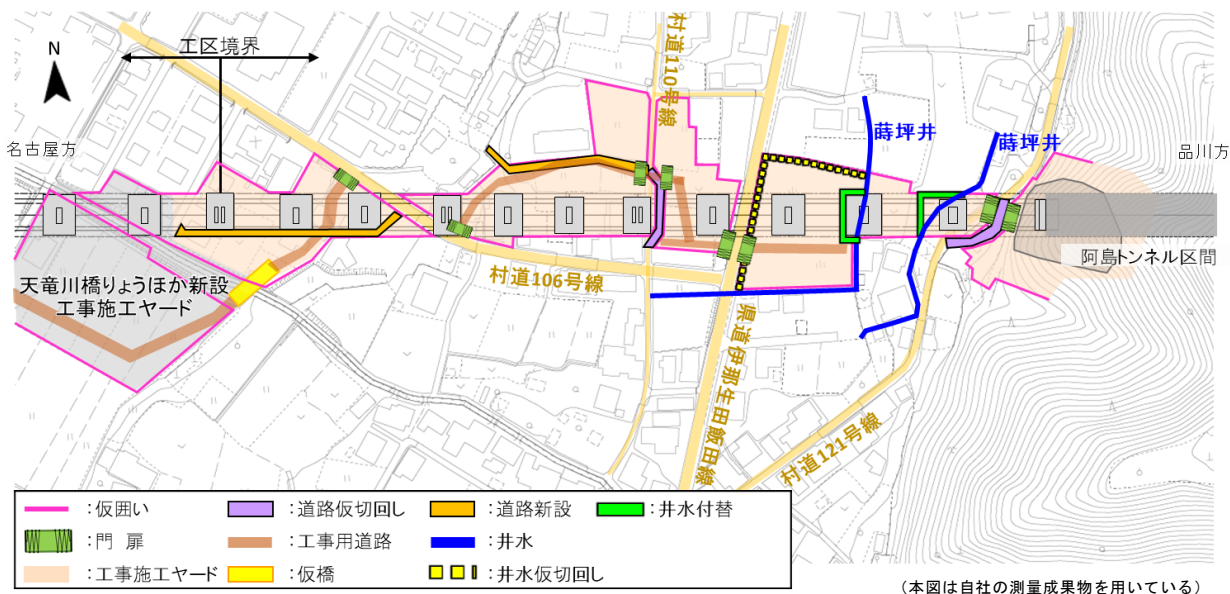 N
工区境界
村道110号線
名古屋方
蒔坪井
蒔坪井
品川方
阿島トンネル区間
天竜川橋りょうほか新設
工事施工ヤード
村道106号線
県道伊那生田飯田線
村道121号線
:仮囲い
:道路仮切回し
:道路新設
:井水付替
:門　扉
:工事用道路
:井水
:工事施工ヤード
:仮橋
:井水仮切回し
（本図は自社の測量成果物を用いている）